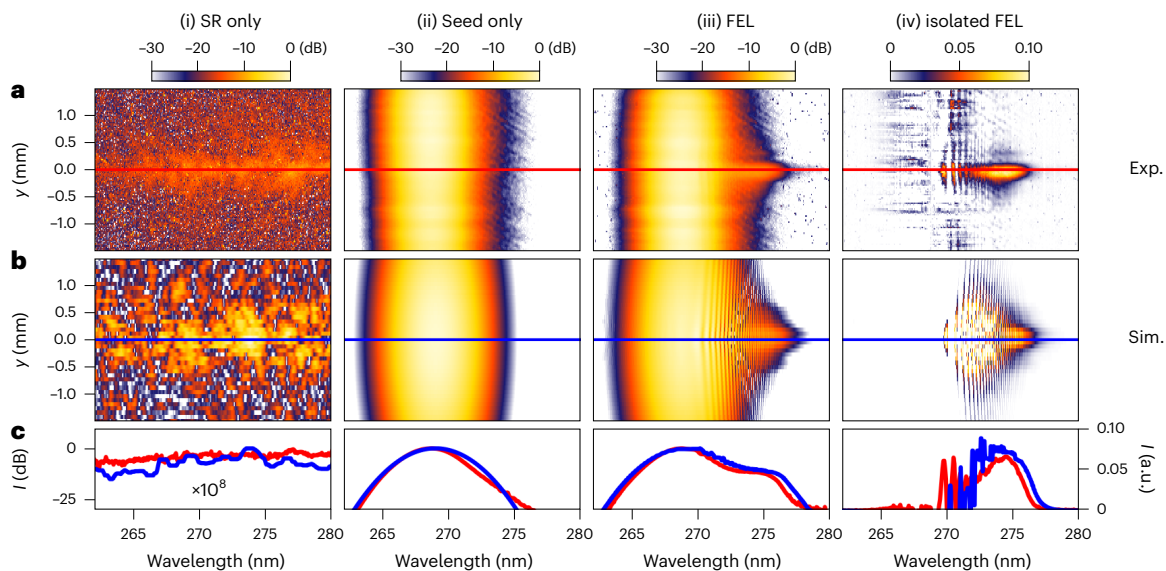 (i) SR only (ii) Seed only (iii) FEL (iv) isolated FEL
−30 −20 −10 0 (dB) −30 −20 −10 0 (dB) −30 −20 −10 0 (dB) 0 0.05 0.10
a
1.0
0.5
0.0
−0.5
−1.0
y (mm)
Exp.
b
1.0
0.5
0.0
−0.5
−1.0
y (mm)
Sim.
c
0
−25
I (dB)
×10⁸
0.10
0.05
0
I (a.u.)
265 270 275 280 265 270 275 280 265 270 275 280 265 270 275 280
Wavelength (nm) Wavelength (nm) Wavelength (nm) Wavelength (nm)